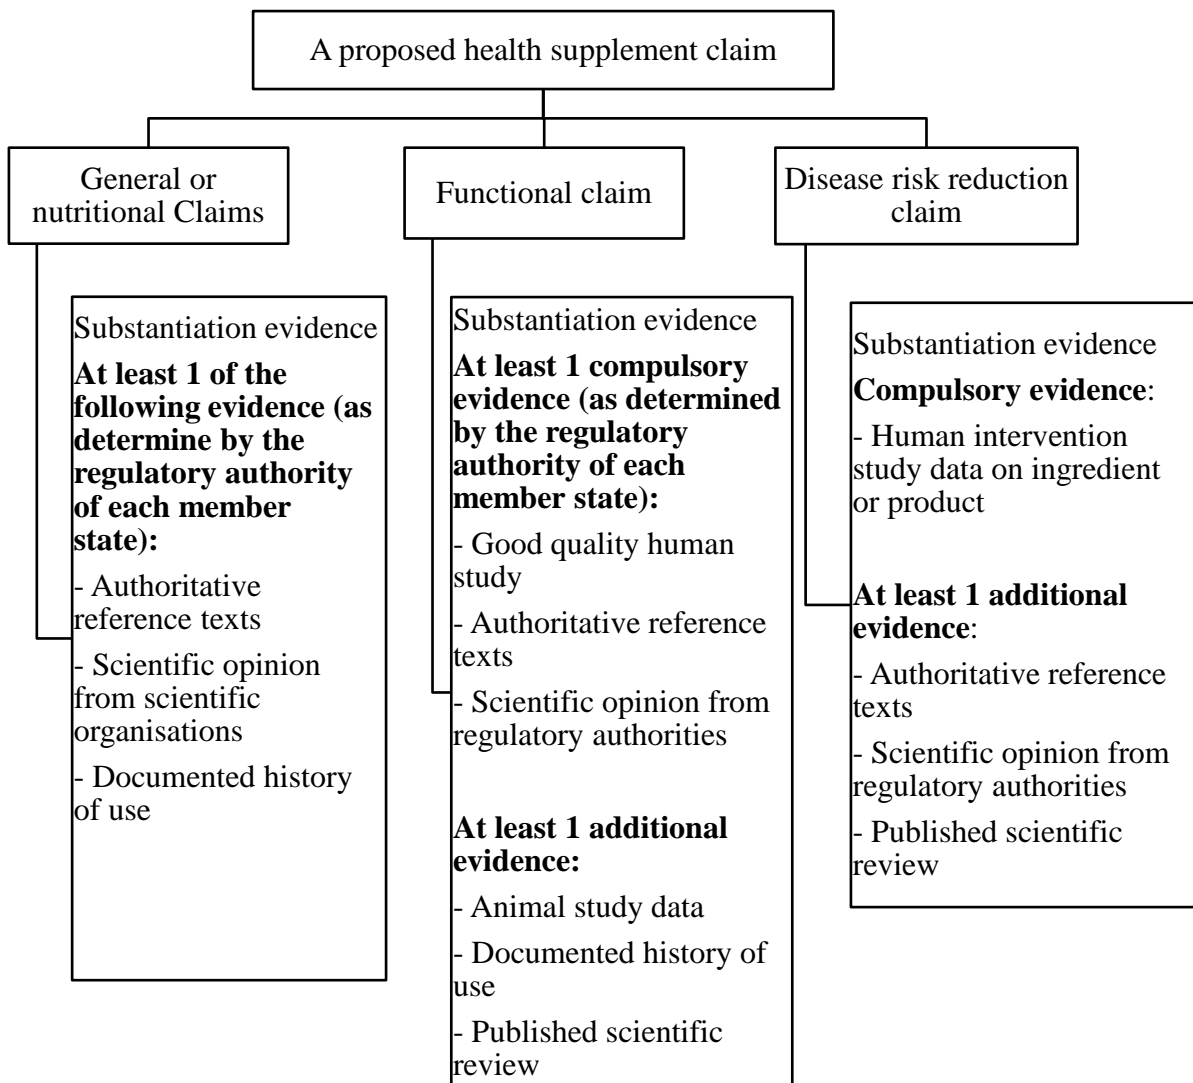 A proposed health supplement claim
General or
nutritional Claims
Functional claim
Disease risk reduction
claim
Substantiation evidence
At least 1 of the
following evidence (as
determine by the
regulatory authority
of each member
state):
- Authoritative
reference texts
- Scientific opinion
from scientific
organisations
- Documented history
of use
Substantiation evidence
At least 1 compulsory
evidence (as determined
by the regulatory
authority of each
member state):
- Good quality human
study
- Authoritative reference
texts
- Scientific opinion from
regulatory authorities
At least 1 additional
evidence:
- Animal study data
- Documented history of
use
- Published scientific
review
Substantiation evidence
Compulsory evidence:
- Human intervention
study data on ingredient
or product
At least 1 additional
evidence:
- Authoritative reference
texts
- Scientific opinion from
regulatory authorities
- Published scientific
review